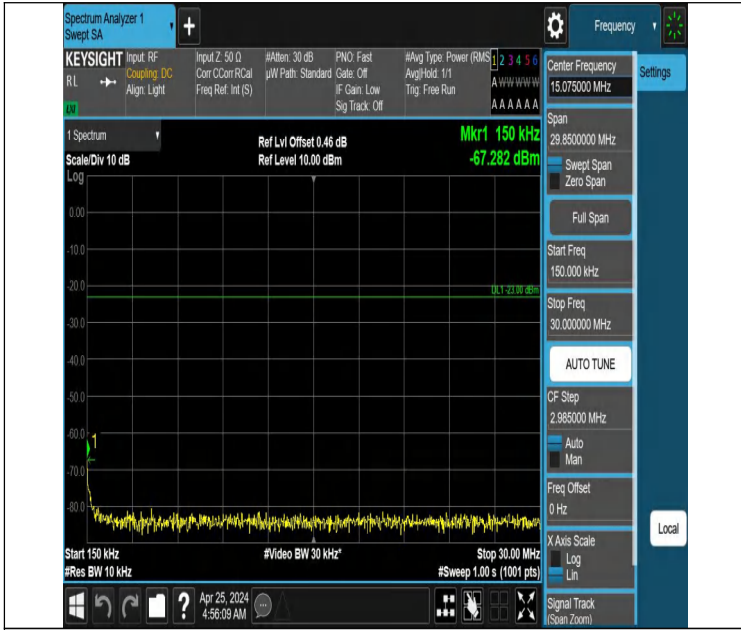 Spectrum Analyzer 1
Swept SA
+
Frequency
KEYSIGHT
RL
Input: RF
Coupling: DC
Align: Light
Input Z: 50 Ω
Corr CCorr RCal
Freq Ref: Int (S)
#Atten: 30 dB
µW Path: Standard
PNO: Fast
Gate: Off
IF Gain: Low
Sig Track: Off
#Avg Type: Power (RMS
Avg|Hold: 1/1
Trig: Free Run
1 2 3 4 5 6
A W W W W W
A A A A A A
1 Spectrum
Scale/Div 10 dB
Log
Ref Lvl Offset 0.46 dB
Ref Level 10.00 dBm
Mkr1 150 kHz
-67.282 dBm
0.00
-10.0
-20.0
DL1 -23.00 dBm
-30.0
-40.0
-50.0
-60.0
1
-70.0
-80.0
Start 150 kHz
#Res BW 10 kHz
#Video BW 30 kHz*
Stop 30.00 MHz
#Sweep 1.00 s (1001 pts)
Center Frequency
15.075000 MHz
Span
29.8500000 MHz
Swept Span
Zero Span
Full Span
Start Freq
150.000 kHz
Stop Freq
30.000000 MHz
AUTO TUNE
CF Step
2.985000 MHz
Auto
Man
Freq Offset
0 Hz
X Axis Scale
Log
Lin
Signal Track
(Span Zoom)
Settings
Local
?
Apr 25, 2024
4:56:09 AM